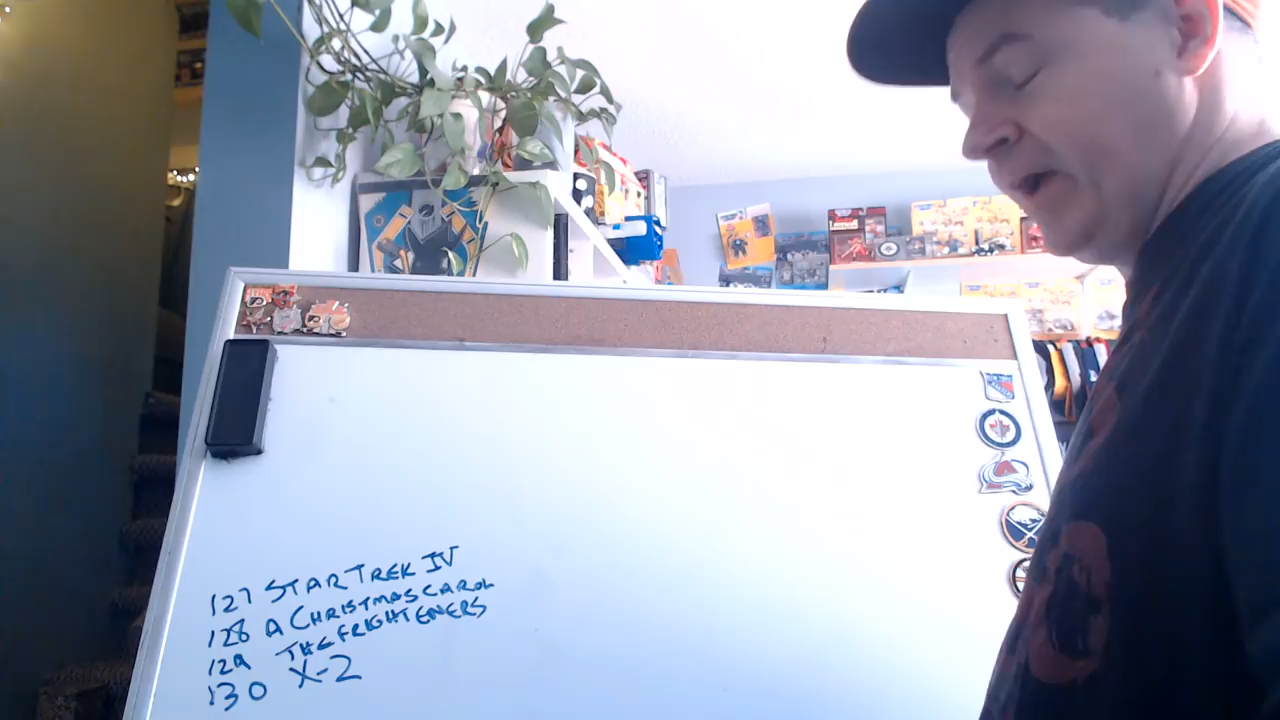 127 STAR TREK IV
128 A CHRISTMAS CAROL
129 THE FRIGHTENERS
130 X-2